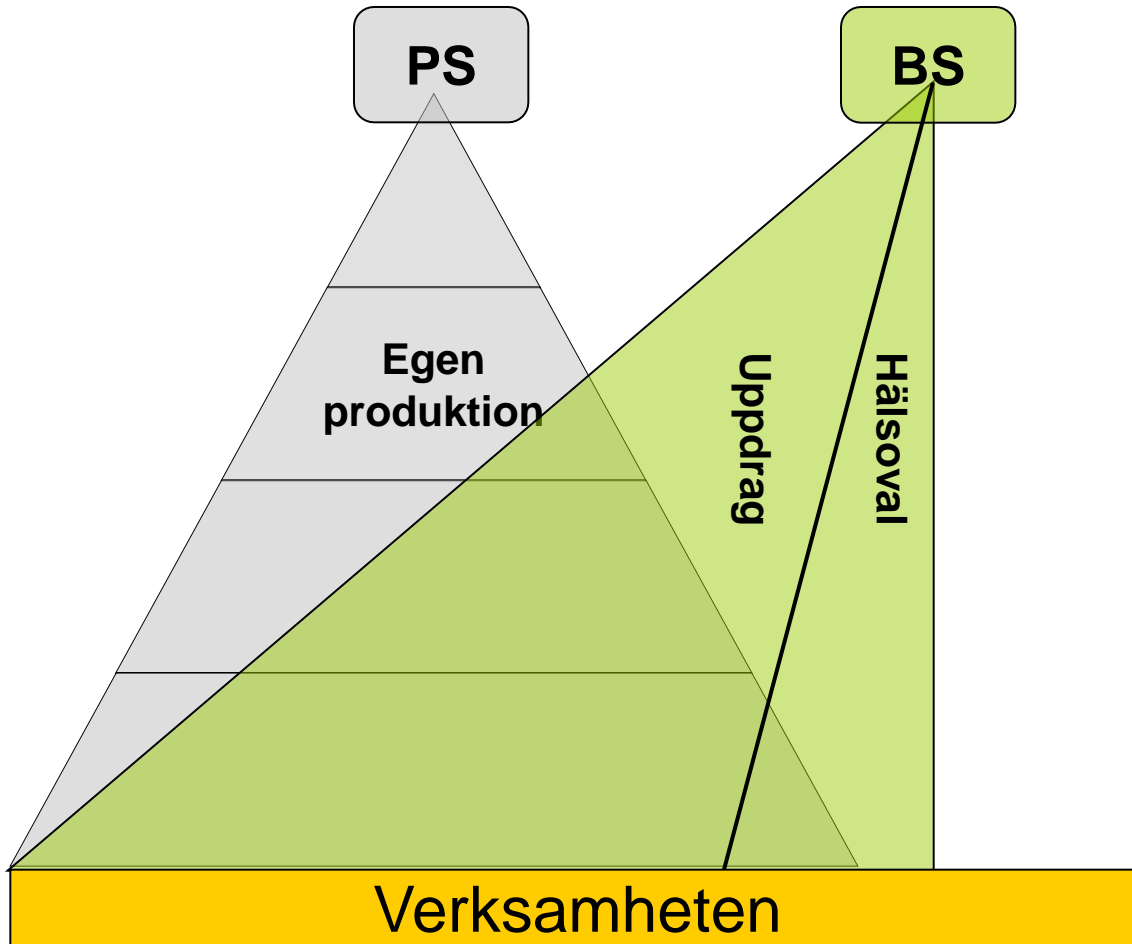 PS
BS
Egen
produktion
Uppdrag
Hälsoval
Verksamheten